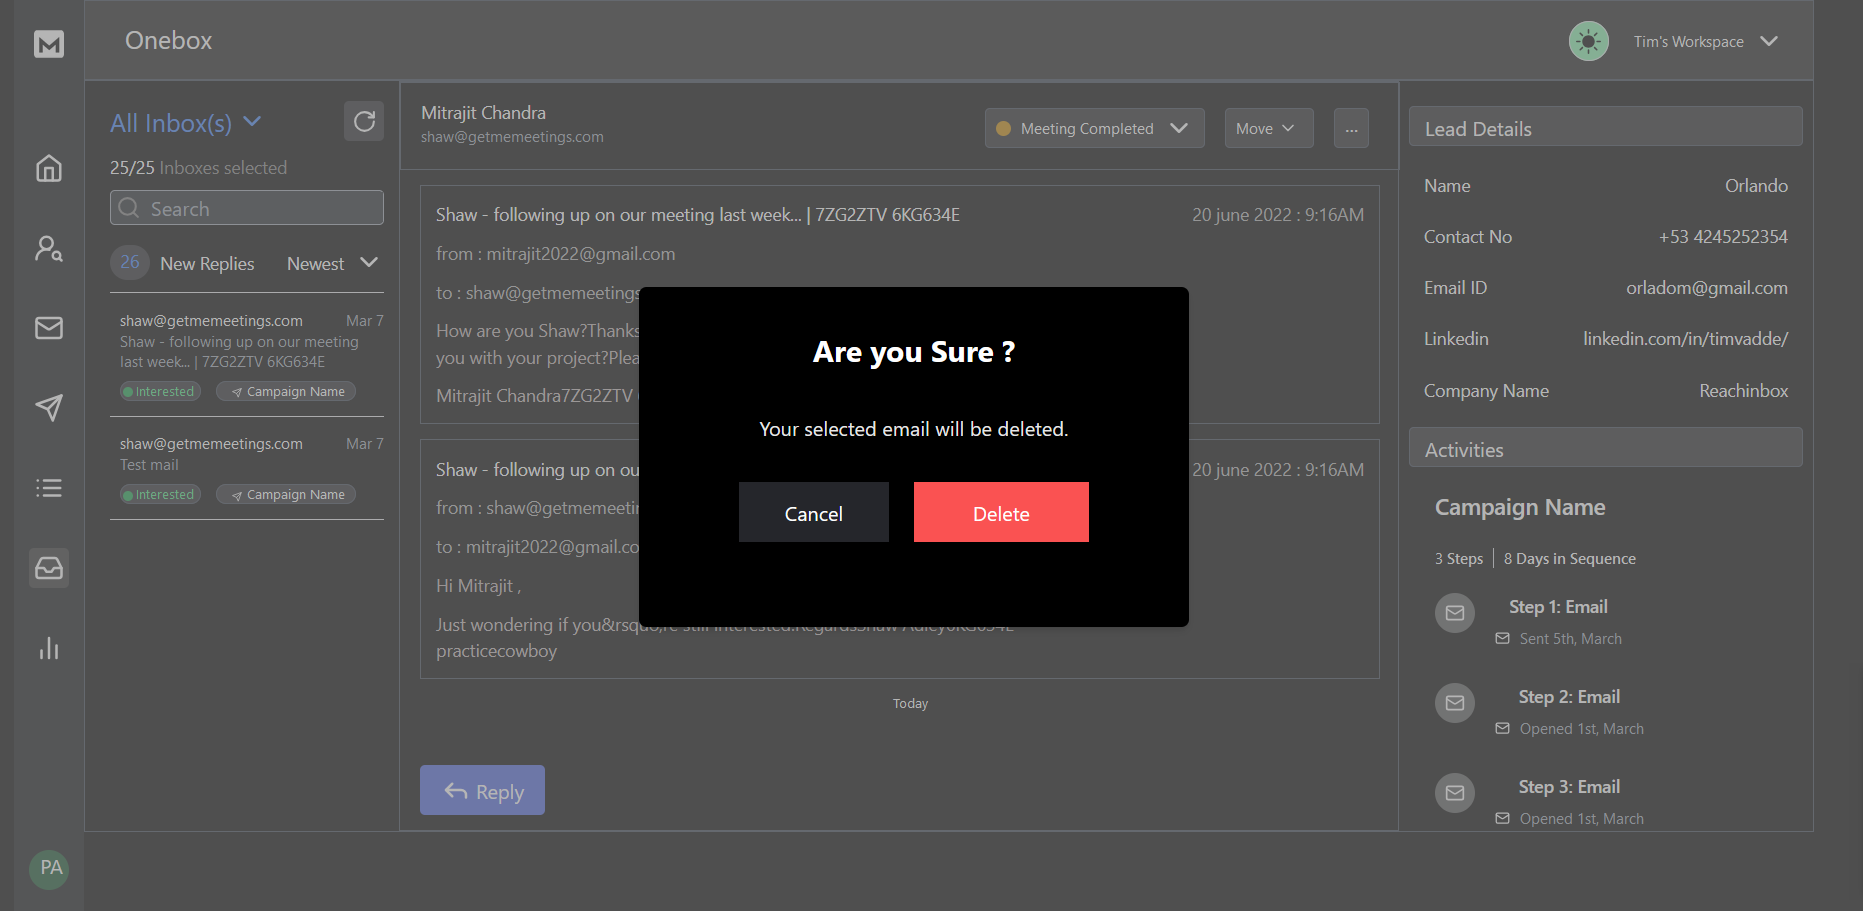 M
Onebox
Tim's Workspace
All Inbox(s)
25/25 Inboxes selected
Search
26 New Replies Newest
shaw@getmemeetings.com Mar 7
Shaw - following up on our meeting
last week... | 7ZG2ZTV 6KG634E
Interested Campaign Name
shaw@getmemeetings.com Mar 7
Test mail
Interested Campaign Name
PA
Mitrajit Chandra
shaw@getmemeetings.com
Meeting Completed Move ...
Shaw - following up on our meeting last week... | 7ZG2ZTV 6KG634E 20 june 2022 : 9:16AM
from : mitrajit2022@gmail.com
to : shaw@getmemeetings
How are you Shaw?Thanks
you with your project?Plea
Mitrajit Chandra7ZG2ZTV
Shaw - following up on ou 20 june 2022 : 9:16AM
from : shaw@getmemeeti
to : mitrajit2022@gmail.co
Hi Mitrajit ,
Just wondering if you&rsquo;re still interested.RegardsShaw Adley6KG634E
practicecowboy
Today
Reply
Are you Sure ?
Your selected email will be deleted.
Cancel Delete
Lead Details
Name Orlando
Contact No +53 4245252354
Email ID orladom@gmail.com
Linkedin linkedin.com/in/timvadde/
Company Name Reachinbox
Activities
Campaign Name
3 Steps 8 Days in Sequence
Step 1: Email
Sent 5th, March
Step 2: Email
Opened 1st, March
Step 3: Email
Opened 1st, March